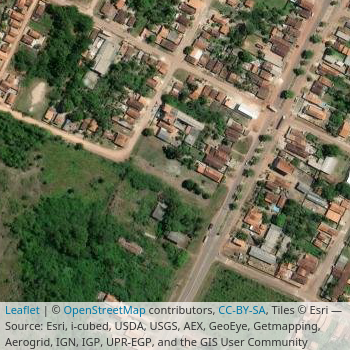 Leaflet | © OpenStreetMap contributors, CC-BY-SA, Tiles © Esri —
Source: Esri, i-cubed, USDA, USGS, AEX, GeoEye, Getmapping,
Aerogrid, IGN, IGP, UPR-EGP, and the GIS User Community